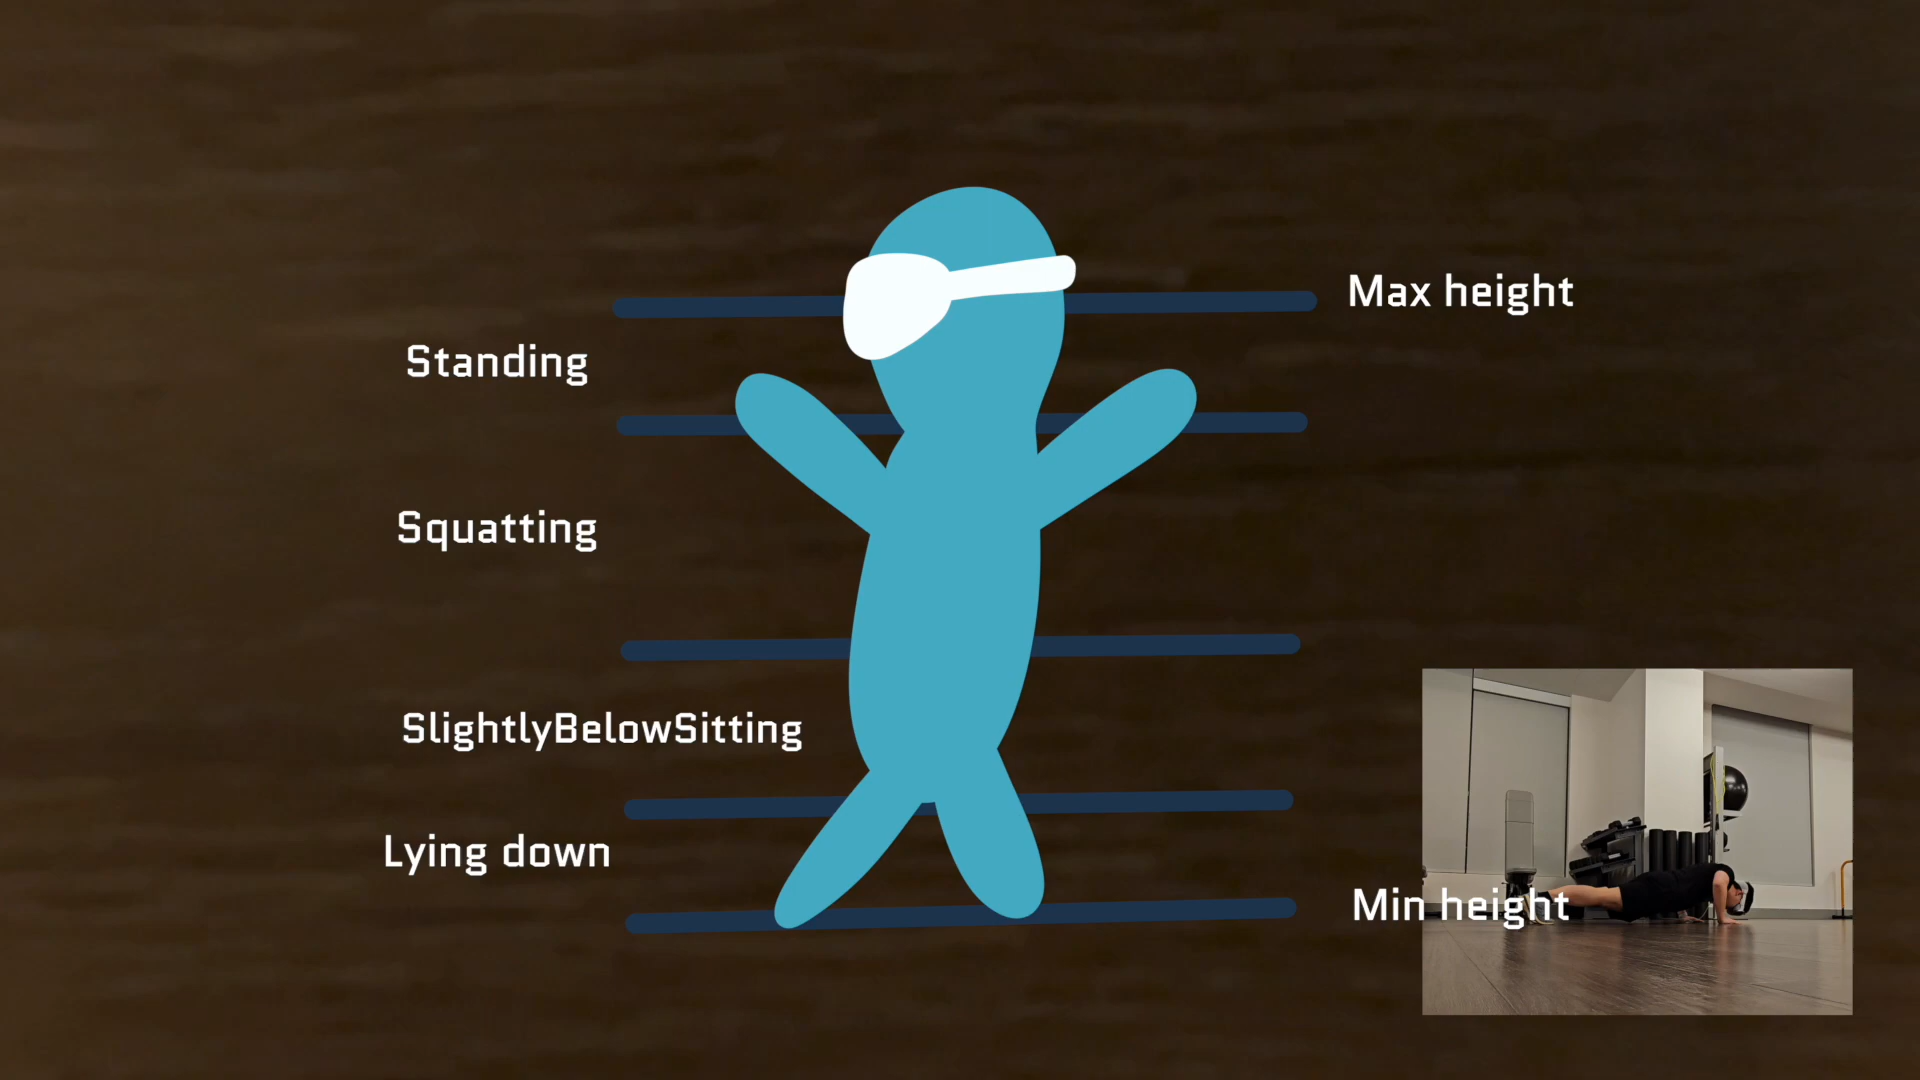 Max height
Standing
Squatting
SlightlyBelowSitting
Lying down
Min height